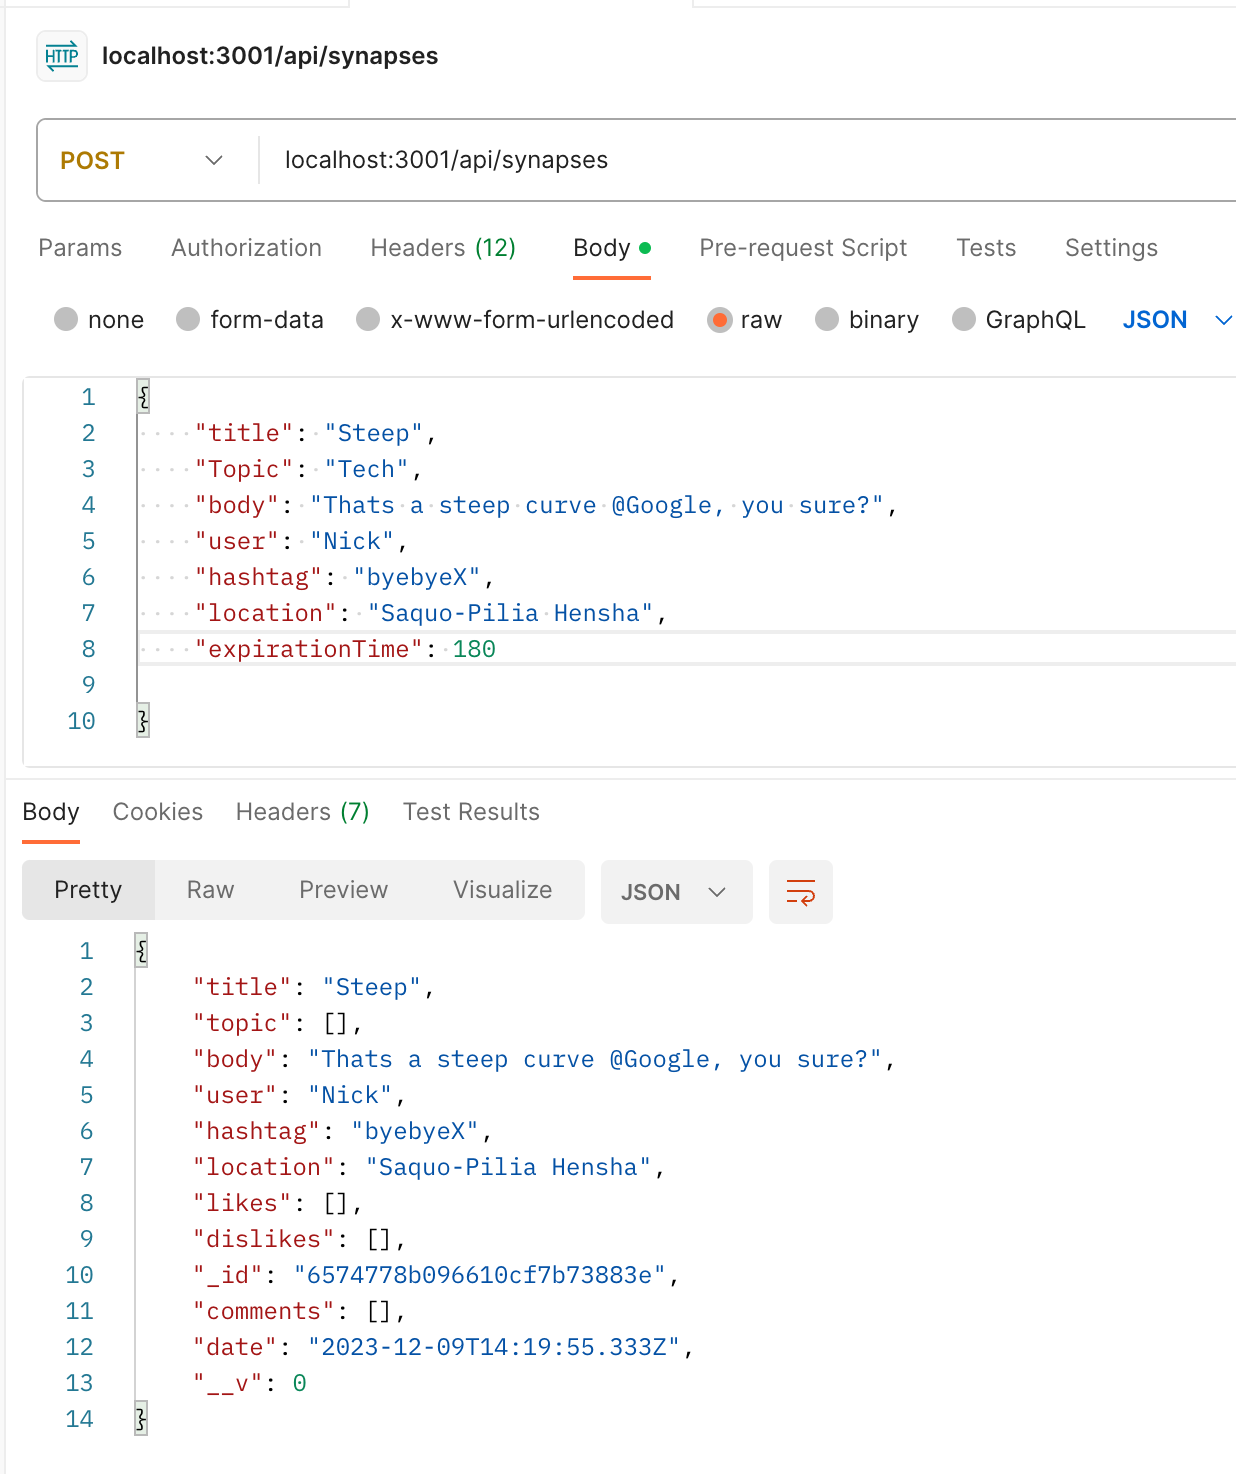 HTTP localhost:3001/api/synapses
POST localhost:3001/api/synapses
Params Authorization Headers (12) Body Pre-request Script Tests Settings
none form-data x-www-form-urlencoded raw binary GraphQL JSON
1 {
2 "title": "Steep",
3 "Topic": "Tech",
4 "body": "Thats a steep curve @Google, you sure?",
5 "user": "Nick",
6 "hashtag": "byebyeX",
7 "location": "Saquo-Pilia Hensha",
8 "expirationTime": 180
9
10 }
Body Cookies Headers (7) Test Results
Pretty Raw Preview Visualize JSON
1 {
2 "title": "Steep",
3 "topic": [],
4 "body": "Thats a steep curve @Google, you sure?",
5 "user": "Nick",
6 "hashtag": "byebyeX",
7 "location": "Saquo-Pilia Hensha",
8 "likes": [],
9 "dislikes": [],
10 "_id": "6574778b096610cf7b73883e",
11 "comments": [],
12 "date": "2023-12-09T14:19:55.333Z",
13 "__v": 0
14 }